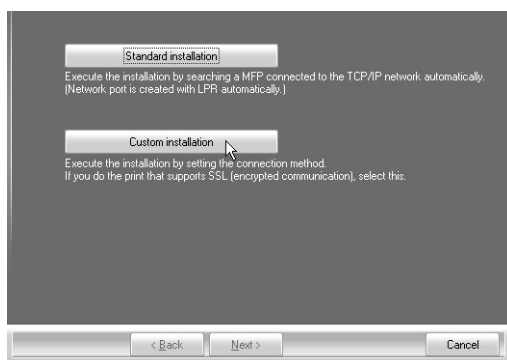 Standard installation
Execute the installation by searching a MFP connected to the TCP/IP network automatically.
(Network port is created with LPR automatically.)
Custom installation
Execute the installation by setting the connection method.
If you do the print that supports SSL (encrypted communication), select this.
< Back Next > Cancel